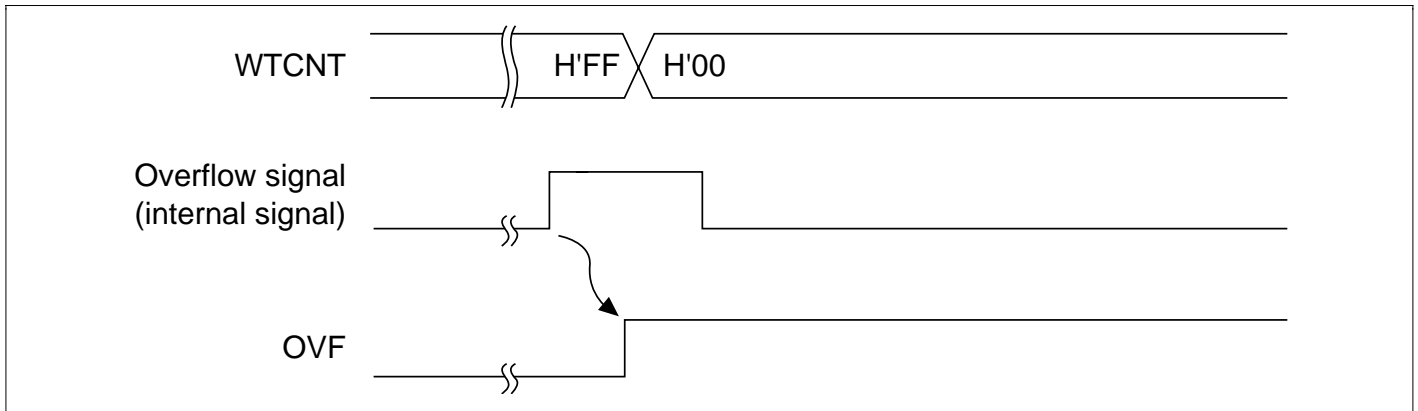 WTCNT H'FF H'00
Overflow signal
(internal signal)
OVF